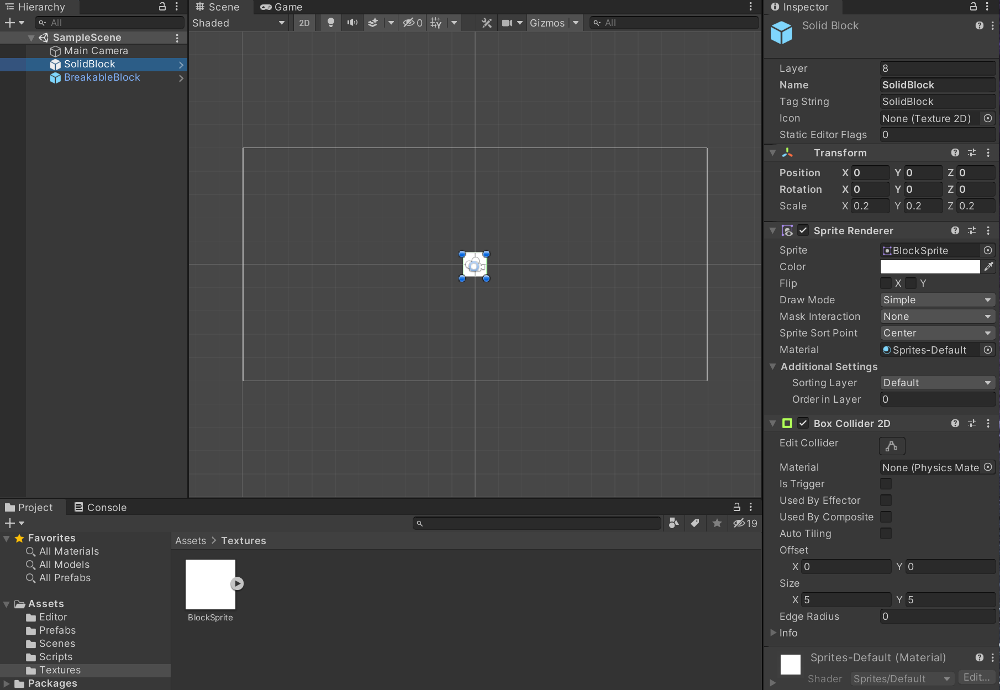 Hierarchy
All
SampleScene
Main Camera
SolidBlock
BreakableBlock
Scene
Game
Shaded
2D
0
Gizmos
All
Inspector
Solid Block
Layer 8
Name SolidBlock
Tag String SolidBlock
Icon None (Texture 2D)
Static Editor Flags 0
Transform
Position X 0 Y 0 Z 0
Rotation X 0 Y 0 Z 0
Scale X 0.2 Y 0.2 Z 0.2
Sprite Renderer
Sprite BlockSprite
Color
Flip X Y
Draw Mode Simple
Mask Interaction None
Sprite Sort Point Center
Material Sprites-Default
Additional Settings
Sorting Layer Default
Order in Layer 0
Box Collider 2D
Edit Collider
Material None (Physics Mate
Is Trigger
Used By Effector
Used By Composite
Auto Tiling
Offset
X 0 Y 0
Size
X 5 Y 5
Edge Radius 0
Info
Sprites-Default (Material)
Shader Sprites/Default Edit...
Project
Console
19
Favorites
All Materials
All Models
All Prefabs
Assets
Editor
Prefabs
Scenes
Scripts
Textures
Packages
Assets > Textures
BlockSprite